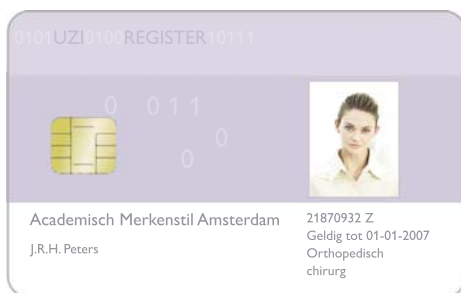 0101UZI0100REGISTER10111
0 011
0
0
Academisch Merkenstil Amsterdam
J.R.H. Peters
21870932 Z
Geldig tot 01-01-2007
Orthopedisch
chirurg